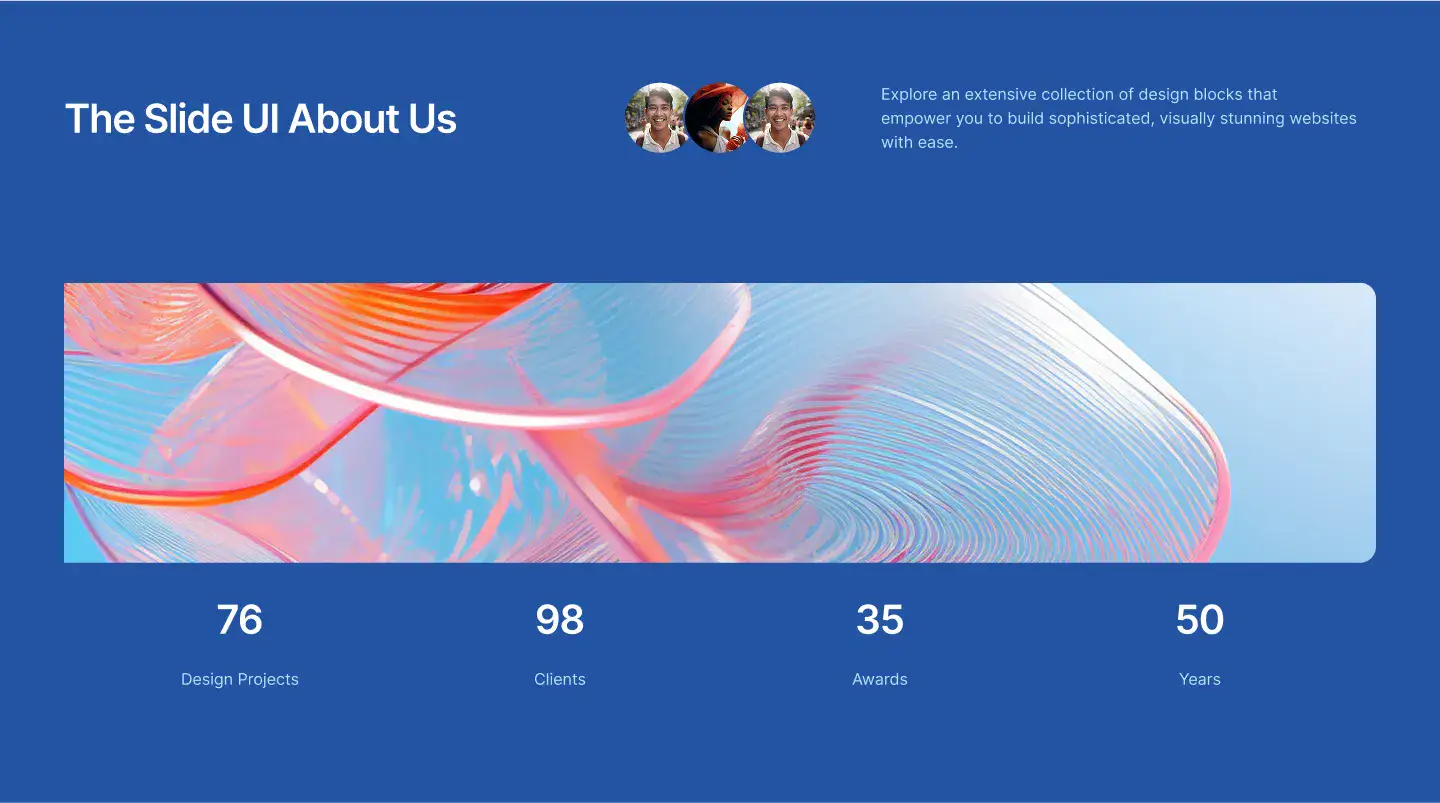 The Slide UI About Us
Explore an extensive collection of design blocks that
empower you to build sophisticated, visually stunning websites
with ease.
76
98
35
50
Design Projects
Clients
Awards
Years